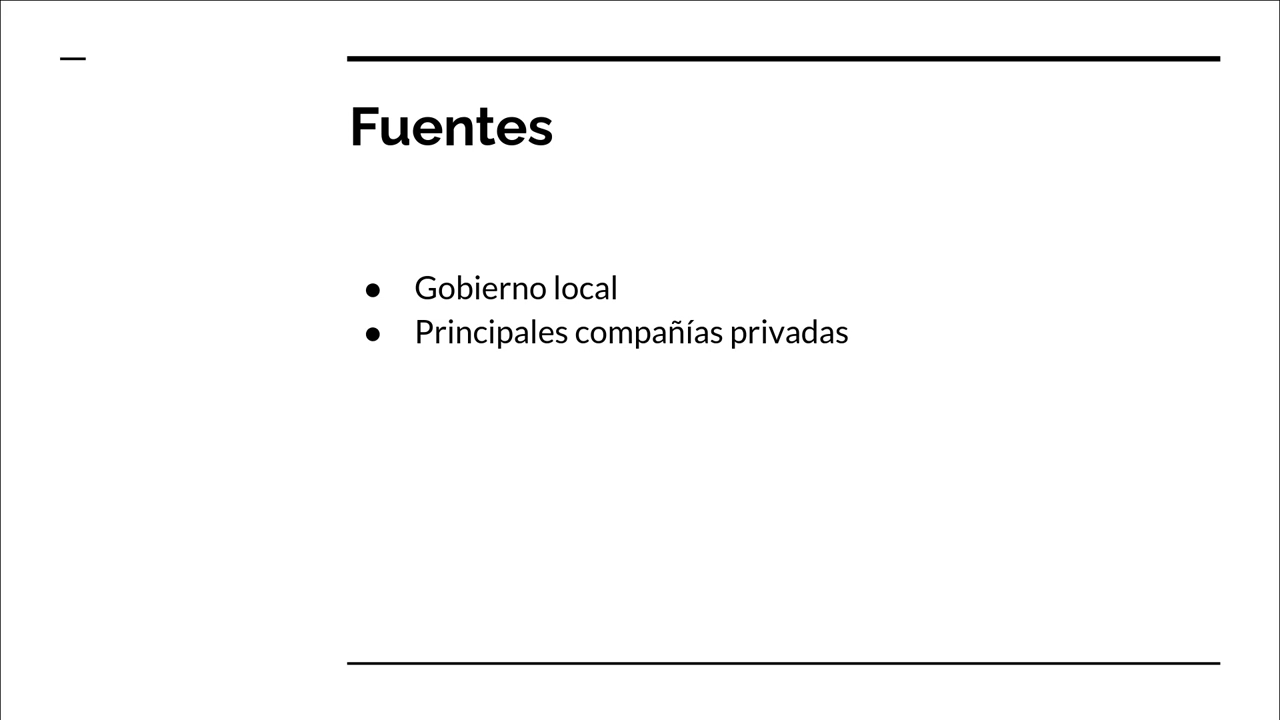 Fuentes
● Gobierno local
● Principales compañías privadas